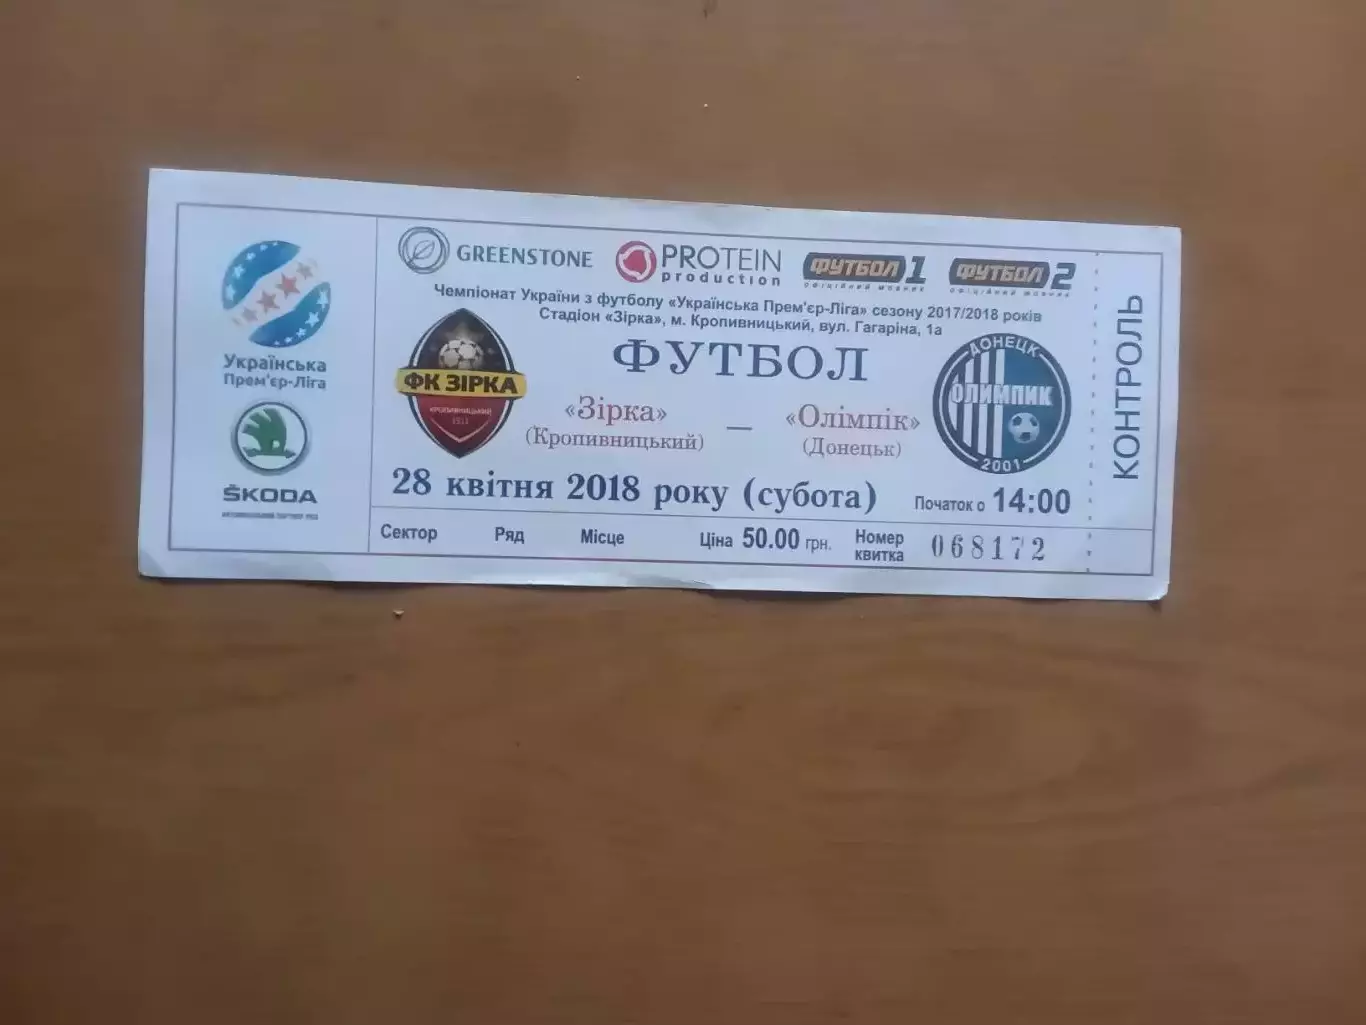 Українська
Прем'єр-Ліга
ŠKODA
GREENSTONE
PROTEIN
production
ФУТБОЛ 1
ФУТБОЛ 2
Чемпіонат України з футболу «Українська Прем'єр-Ліга» сезону 2017/2018 років
Стадіон «Зірка», м. Кропивницький, вул. Гагаріна, 1а
ФУТБОЛ
ФК ЗІРКА
КРОПИВНИЦЬКИЙ
«Зірка» – «Олімпік»
(Кропивницький) (Донецьк)
ДОНЕЦК
ОЛИМПИК
2001
28 квітня 2018 року (субота) Початок о 14:00
Сектор Ряд Місце Ціна 50.00 грн. Номер квитка 068172
КОНТРОЛЬ